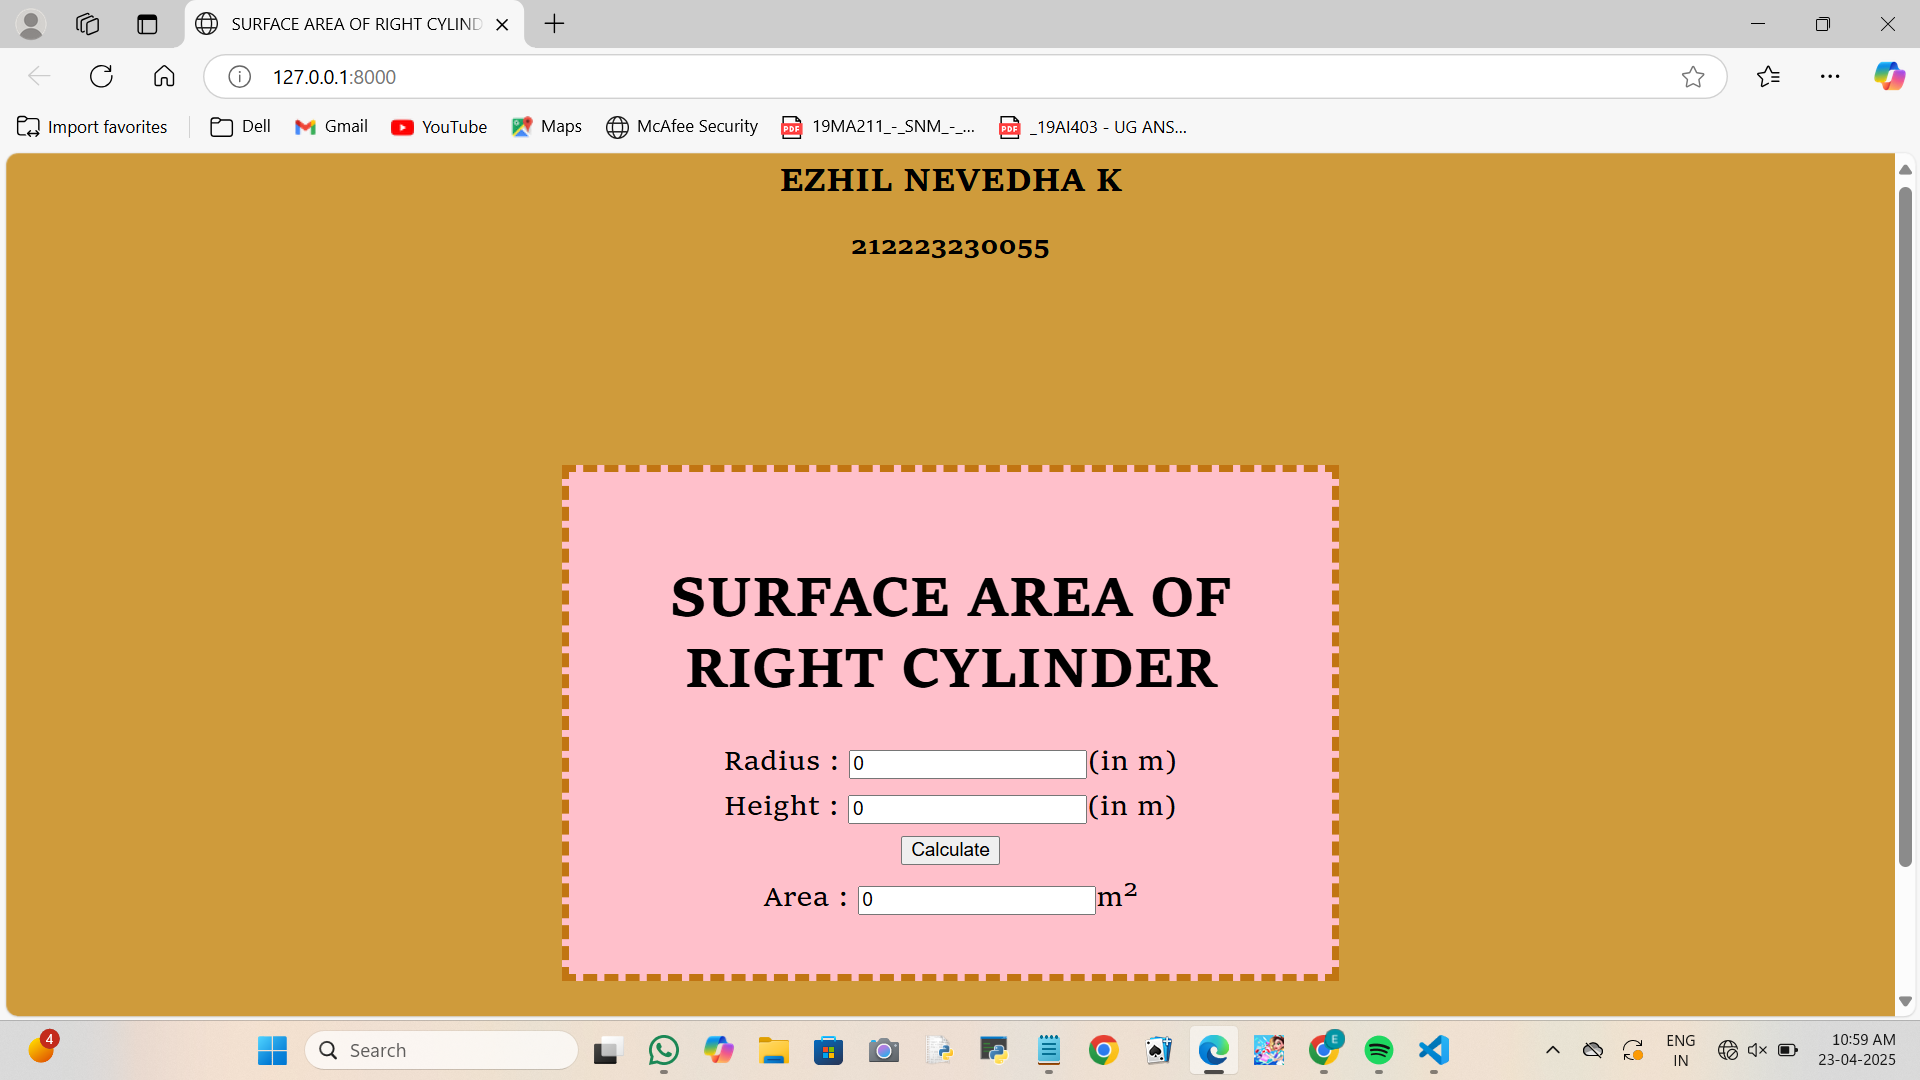 SURFACE AREA OF RIGHT CYLIND
127.0.0.1:8000
Import favorites
Dell
Gmail
YouTube
Maps
McAfee Security
19MA211_-_SNM_-_...
_19AI403 - UG ANS...
EZHIL NEVEDHA K
212223230055
SURFACE AREA OF
RIGHT CYLINDER
Radius : 0 (in m)
Height : 0 (in m)
Calculate
Area : 0 m²
4
Search
E
ENG
IN
10:59 AM
23-04-2025